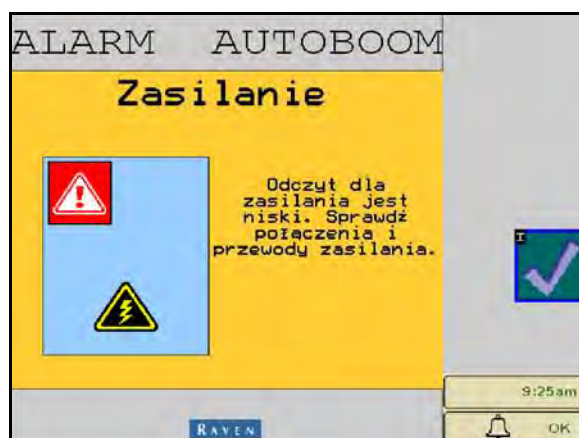 ALARM AUTOBOOM
Zasilanie
Odczyt dla
zasilania jest
niski. Sprawdź
połączenia i
przewody zasilania.
I
9:25am
RAVEN
OK